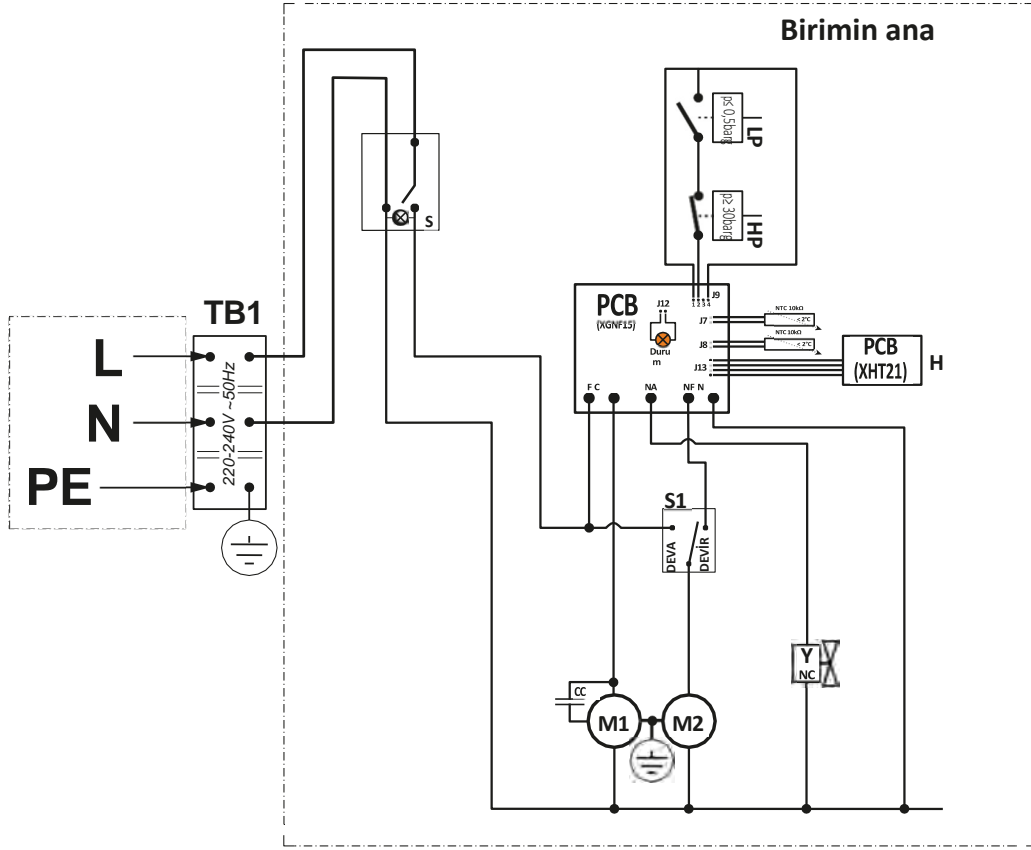 Birimin ana
p≤ 0,5barg
LP
p≥ 30barg
HP
S
TB1
L
N
PE
220-240V ~50Hz
PCB
(XGNF15)
J12
Duru
m
1 2 3 4
J9
J7
J8
J13
NTC 10kΩ
≤ 2°C
NTC 10kΩ
≤ 2°C
PCB
(XHT21)
H
F C
NA
NF N
S1
DEVA
DEVİR
CC
M1
M2
Y
NC